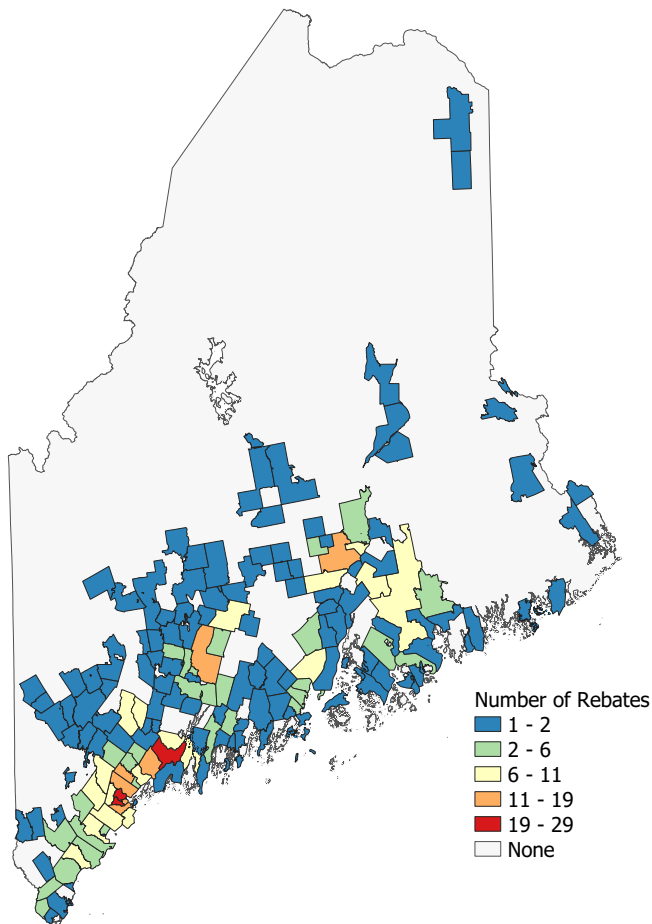 Number of Rebates
1 - 2
2 - 6
6 - 11
11 - 19
19 - 29
None